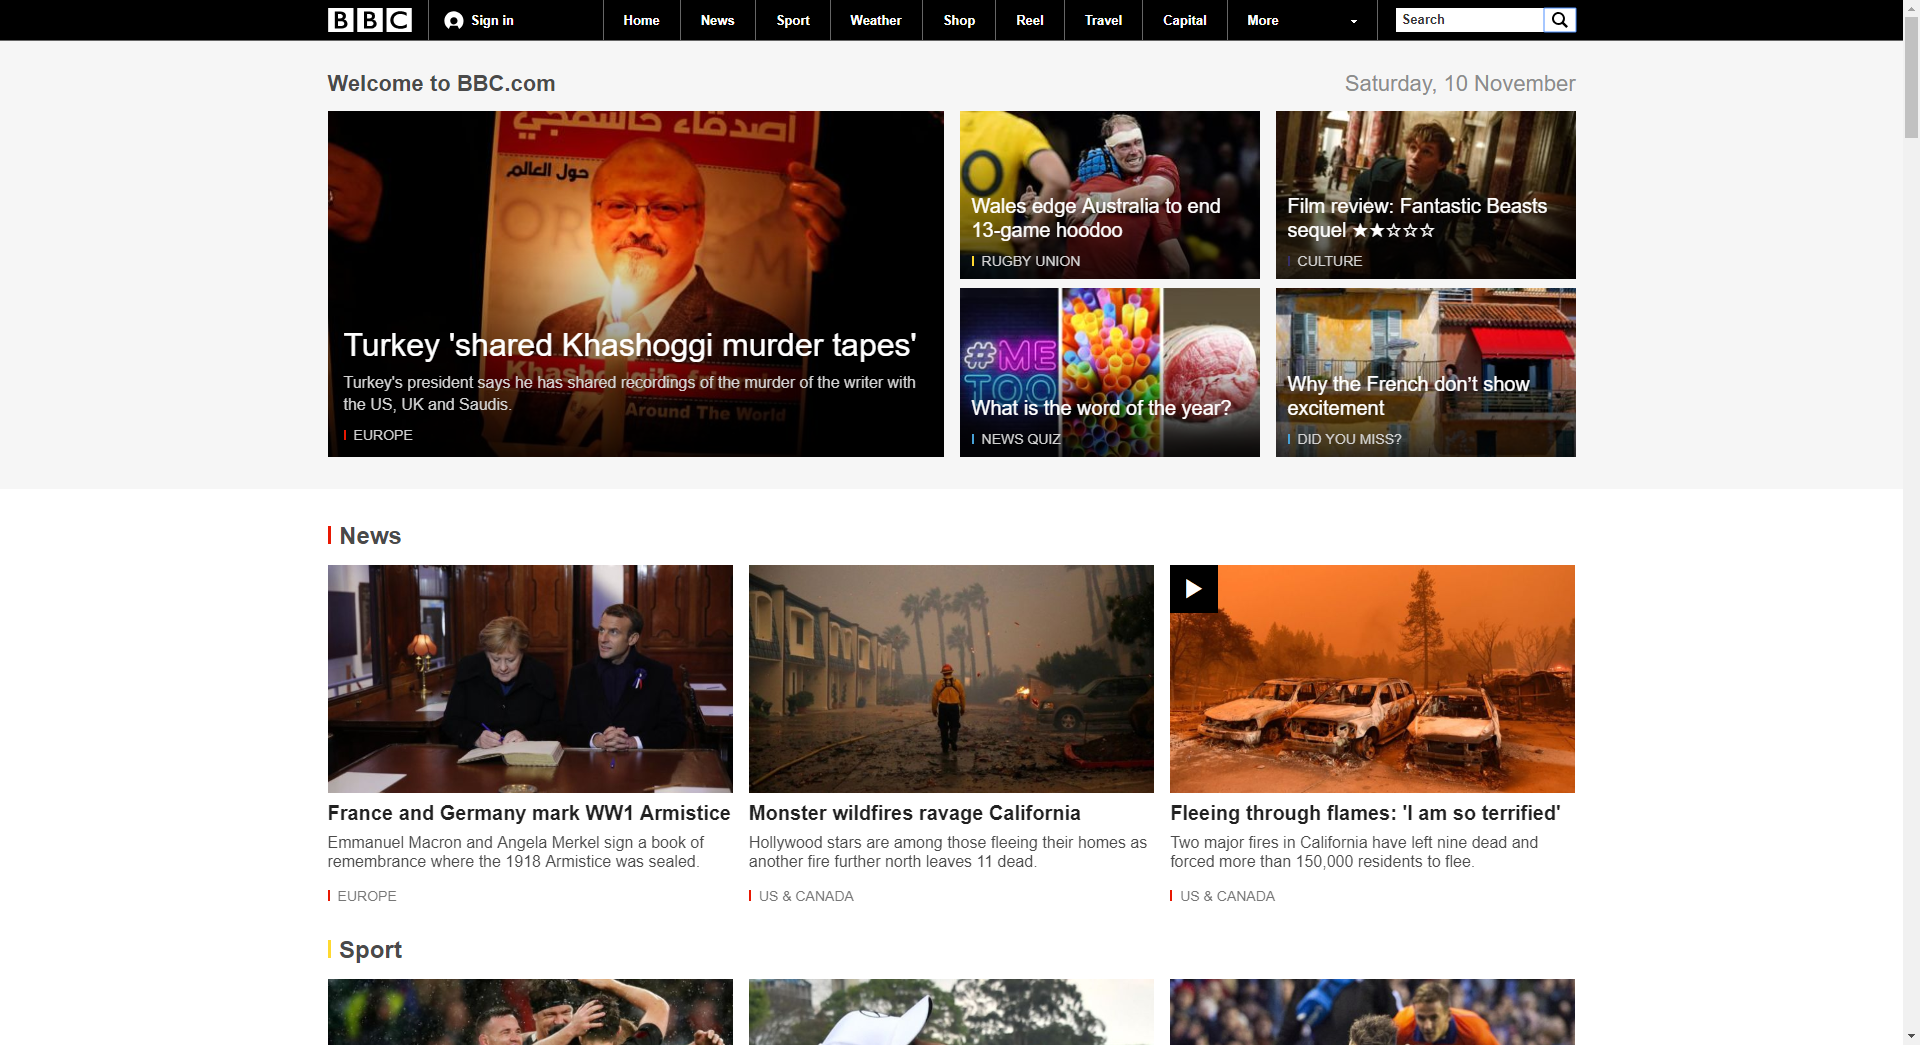 BBC
Sign in
Home
News
Sport
Weather
Shop
Reel
Travel
Capital
More
Search
Welcome to BBC.com
Saturday, 10 November
أصدقاء خاشقجي
حول العالم
Turkey 'shared Khashoggi murder tapes'
Turkey's president says he has shared recordings of the murder of the writer with
the US, UK and Saudis.
Around The World
EUROPE
Wales edge Australia to end
13-game hoodoo
RUGBY UNION
Film review: Fantastic Beasts
sequel ★★☆☆☆
CULTURE
#ME
TOO
What is the word of the year?
NEWS QUIZ
Why the French don’t show
excitement
DID YOU MISS?
News
France and Germany mark WW1 Armistice
Emmanuel Macron and Angela Merkel sign a book of
remembrance where the 1918 Armistice was sealed.
EUROPE
Monster wildfires ravage California
Hollywood stars are among those fleeing their homes as
another fire further north leaves 11 dead.
US & CANADA
Fleeing through flames: 'I am so terrified'
Two major fires in California have left nine dead and
forced more than 150,000 residents to flee.
US & CANADA
Sport